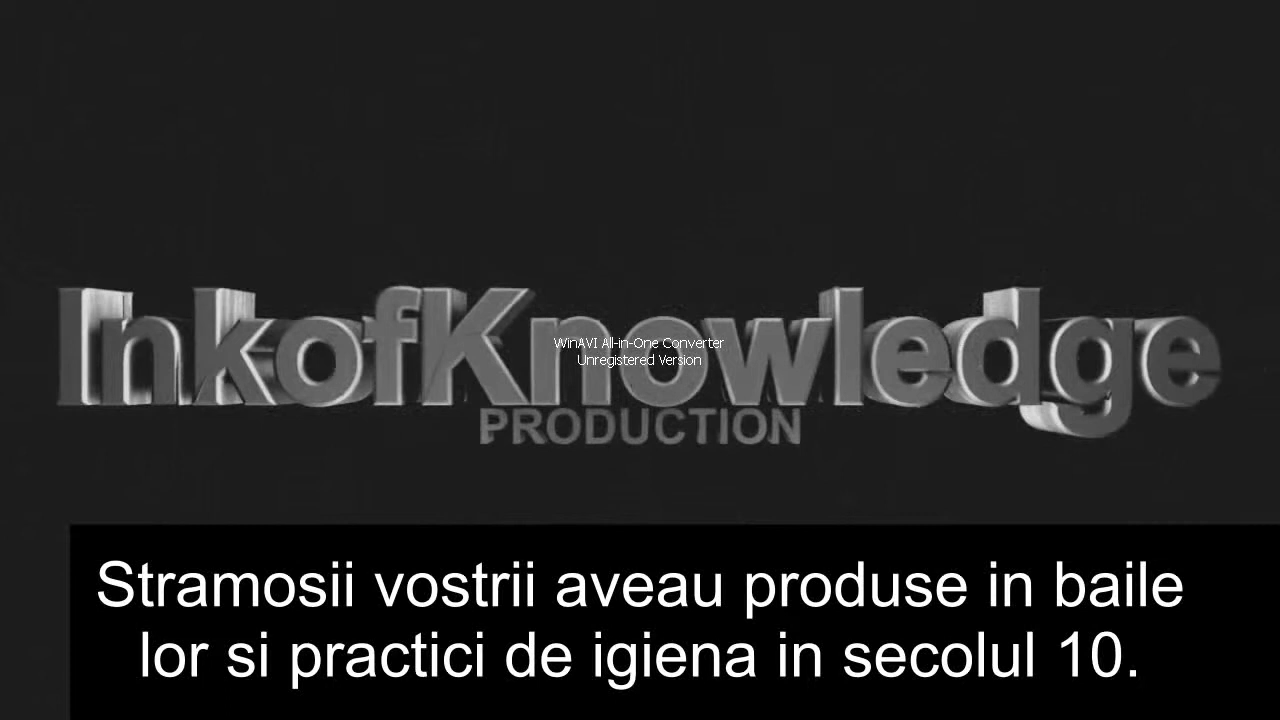 InkofKnowledge
WinAVI All-in-One Converter
Unregistered Version
PRODUCTION
Stramosii vostrii aveau produse in baile
lor si practici de igiena in secolul 10.